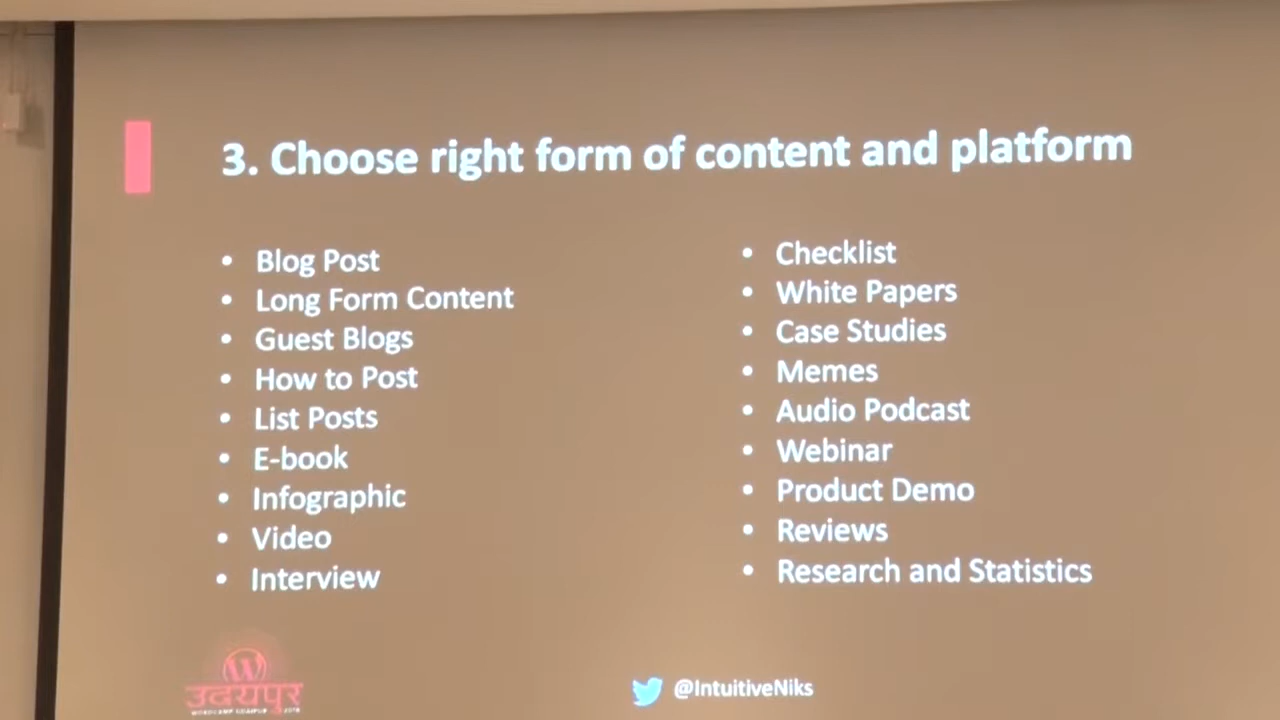 3. Choose right form of content and platform
• Blog Post
• Long Form Content
• Guest Blogs
• How to Post
• List Posts
• E-book
• Infographic
• Video
• Interview
• Checklist
• White Papers
• Case Studies
• Memes
• Audio Podcast
• Webinar
• Product Demo
• Reviews
• Research and Statistics
W
उदयपुर
WORDCAMP UDAIPUR
@IntuitiveNiks